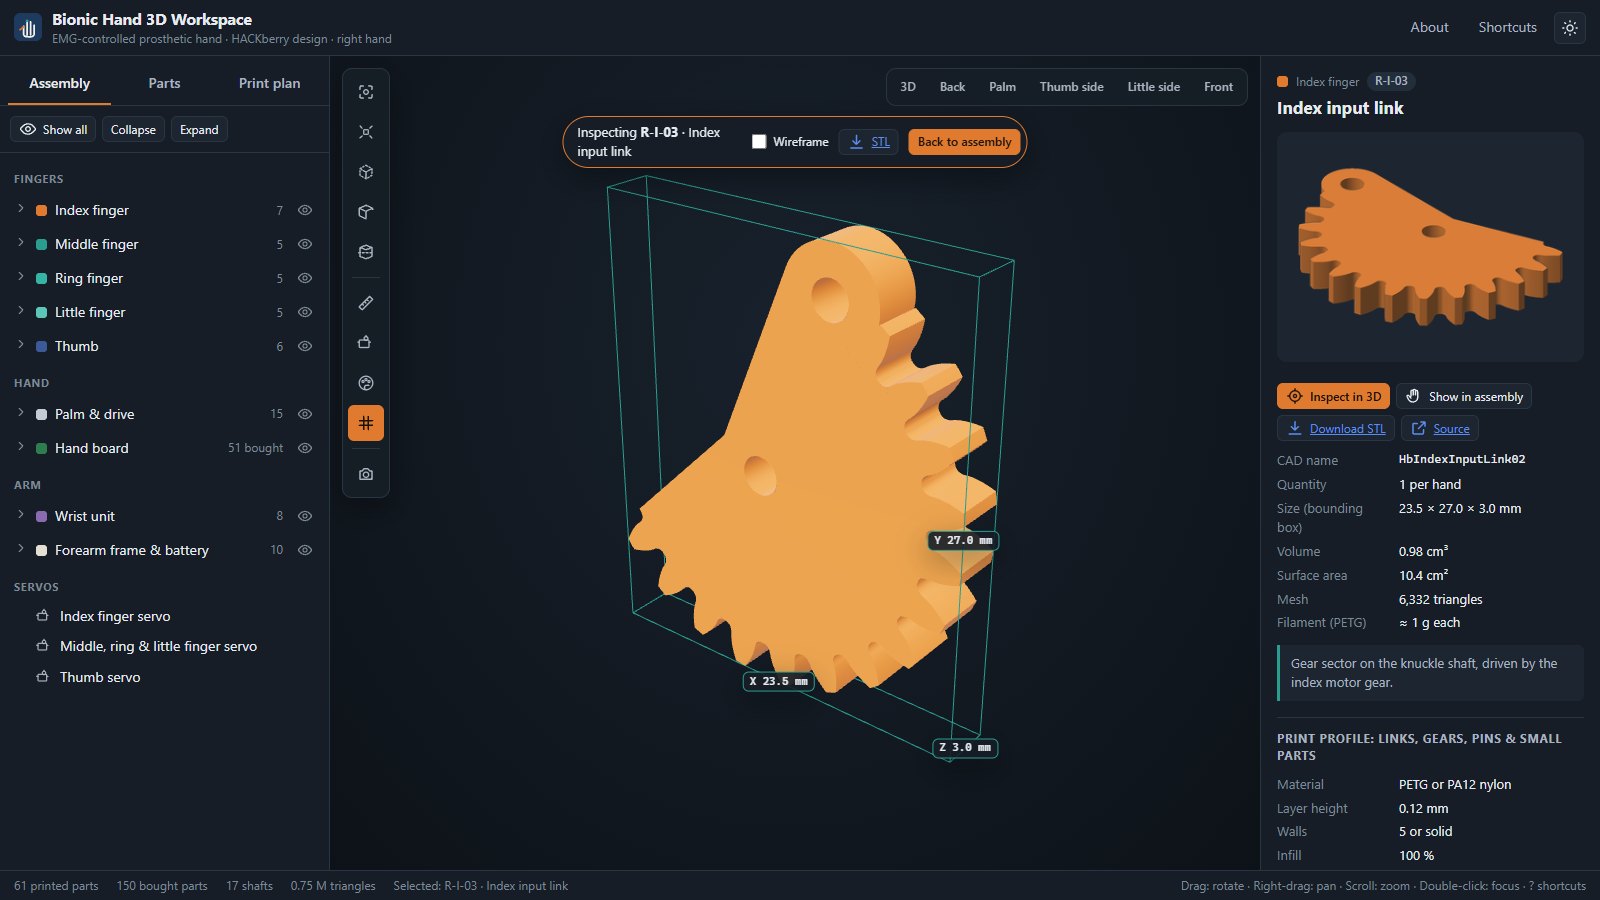 Bionic Hand 3D Workspace
EMG-controlled prosthetic hand · HACKberry design · right hand
About
Shortcuts
Assembly
Parts
Print plan
Show all
Collapse
Expand
FINGERS
Index finger 7
Middle finger 5
Ring finger 5
Little finger 5
Thumb 6
HAND
Palm & drive 15
Hand board 51 bought
ARM
Wrist unit 8
Forearm frame & battery 10
SERVOS
Index finger servo
Middle, ring & little finger servo
Thumb servo
3D
Back
Palm
Thumb side
Little side
Front
Inspecting R-I-03 · Index
input link
Wireframe
STL
Back to assembly
Y 27.0 mm
X 23.5 mm
Z 3.0 mm
Index finger R-I-03
Index input link
Inspect in 3D
Show in assembly
Download STL
Source
CAD name HbIndexInputLink02
Quantity 1 per hand
Size (bounding 23.5 × 27.0 × 3.0 mm
box)
Volume 0.98 cm³
Surface area 10.4 cm²
Mesh 6,332 triangles
Filament (PETG) ≈ 1 g each
Gear sector on the knuckle shaft, driven by the
index motor gear.
PRINT PROFILE: LINKS, GEARS, PINS & SMALL
PARTS
Material PETG or PA12 nylon
Layer height 0.12 mm
Walls 5 or solid
Infill 100 %
61 printed parts
150 bought parts
17 shafts
0.75 M triangles
Selected: R-I-03 · Index input link
Drag: rotate · Right-drag: pan · Scroll: zoom · Double-click: focus · ? shortcuts